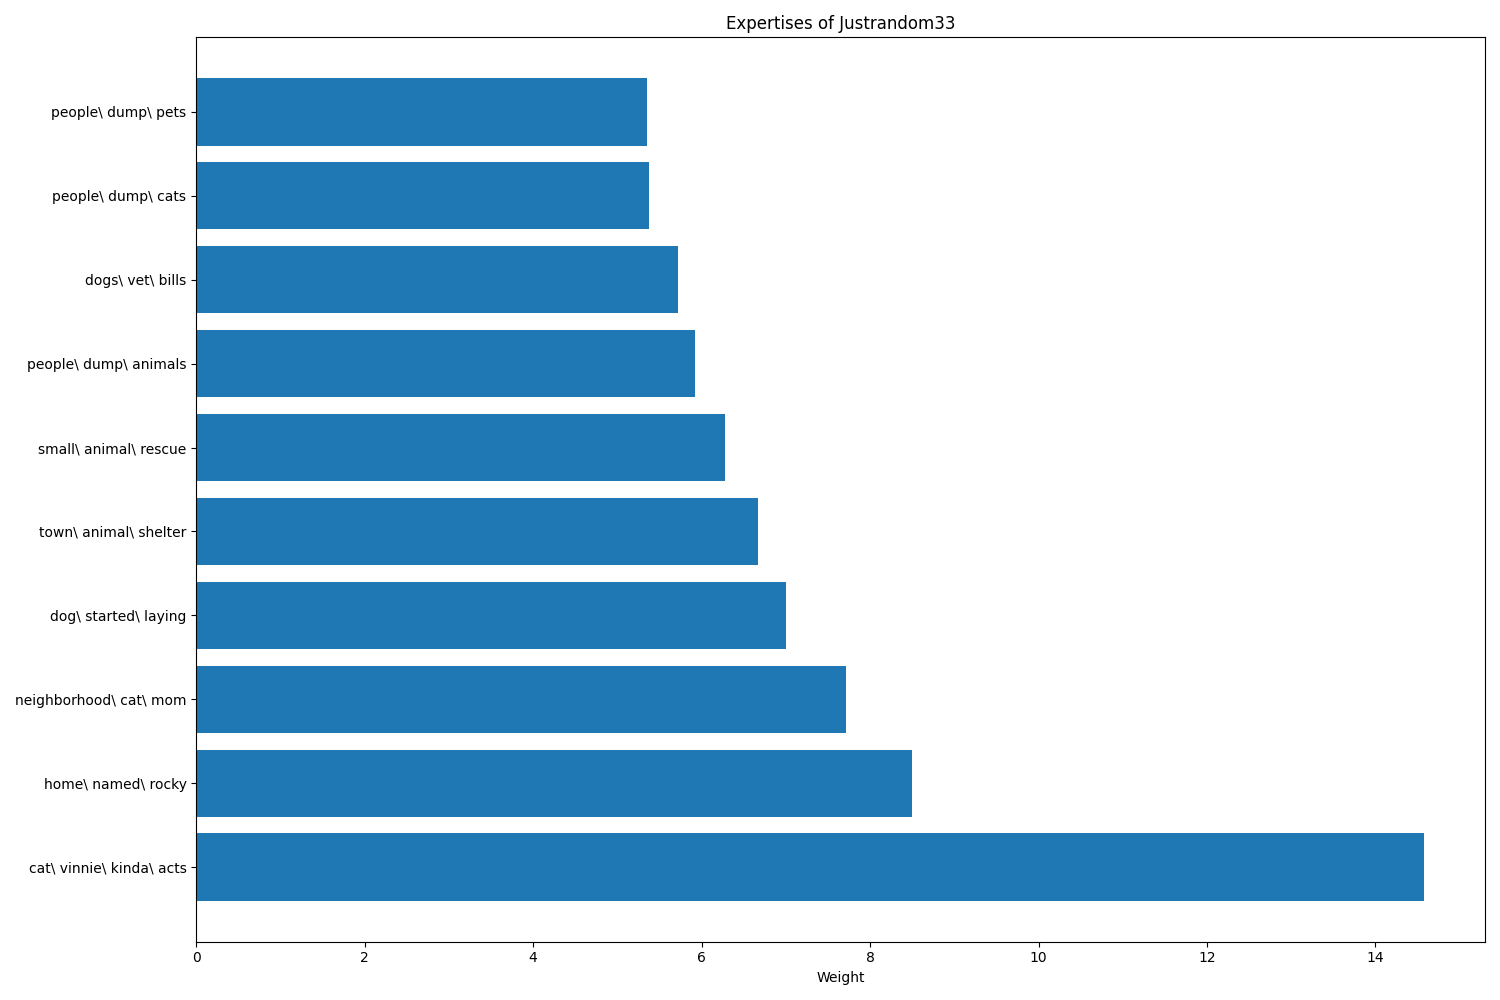 Expertises of Justrandom33
people\ dump\ pets
people\ dump\ cats
dogs\ vet\ bills
people\ dump\ animals
small\ animal\ rescue
town\ animal\ shelter
dog\ started\ laying
neighborhood\ cat\ mom
home\ named\ rocky
cat\ vinnie\ kinda\ acts
0 2 4 6 8 10 12 14
Weight